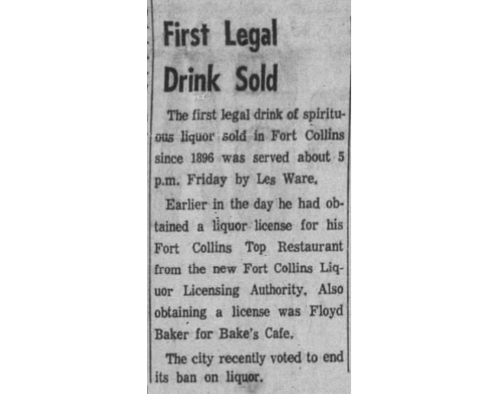 First Legal
Drink Sold
The first legal drink of spiritu-
ous liquor sold in Fort Collins
since 1896 was served about 5
p.m. Friday by Les Ware.
Earlier in the day he had ob-
tained a liquor license for his
Fort Collins Top Restaurant
from the new Fort Collins Liq-
uor Licensing Authority. Also
obtaining a license was Floyd
Baker for Bake's Cafe.
The city recently voted to end
its ban on liquor.